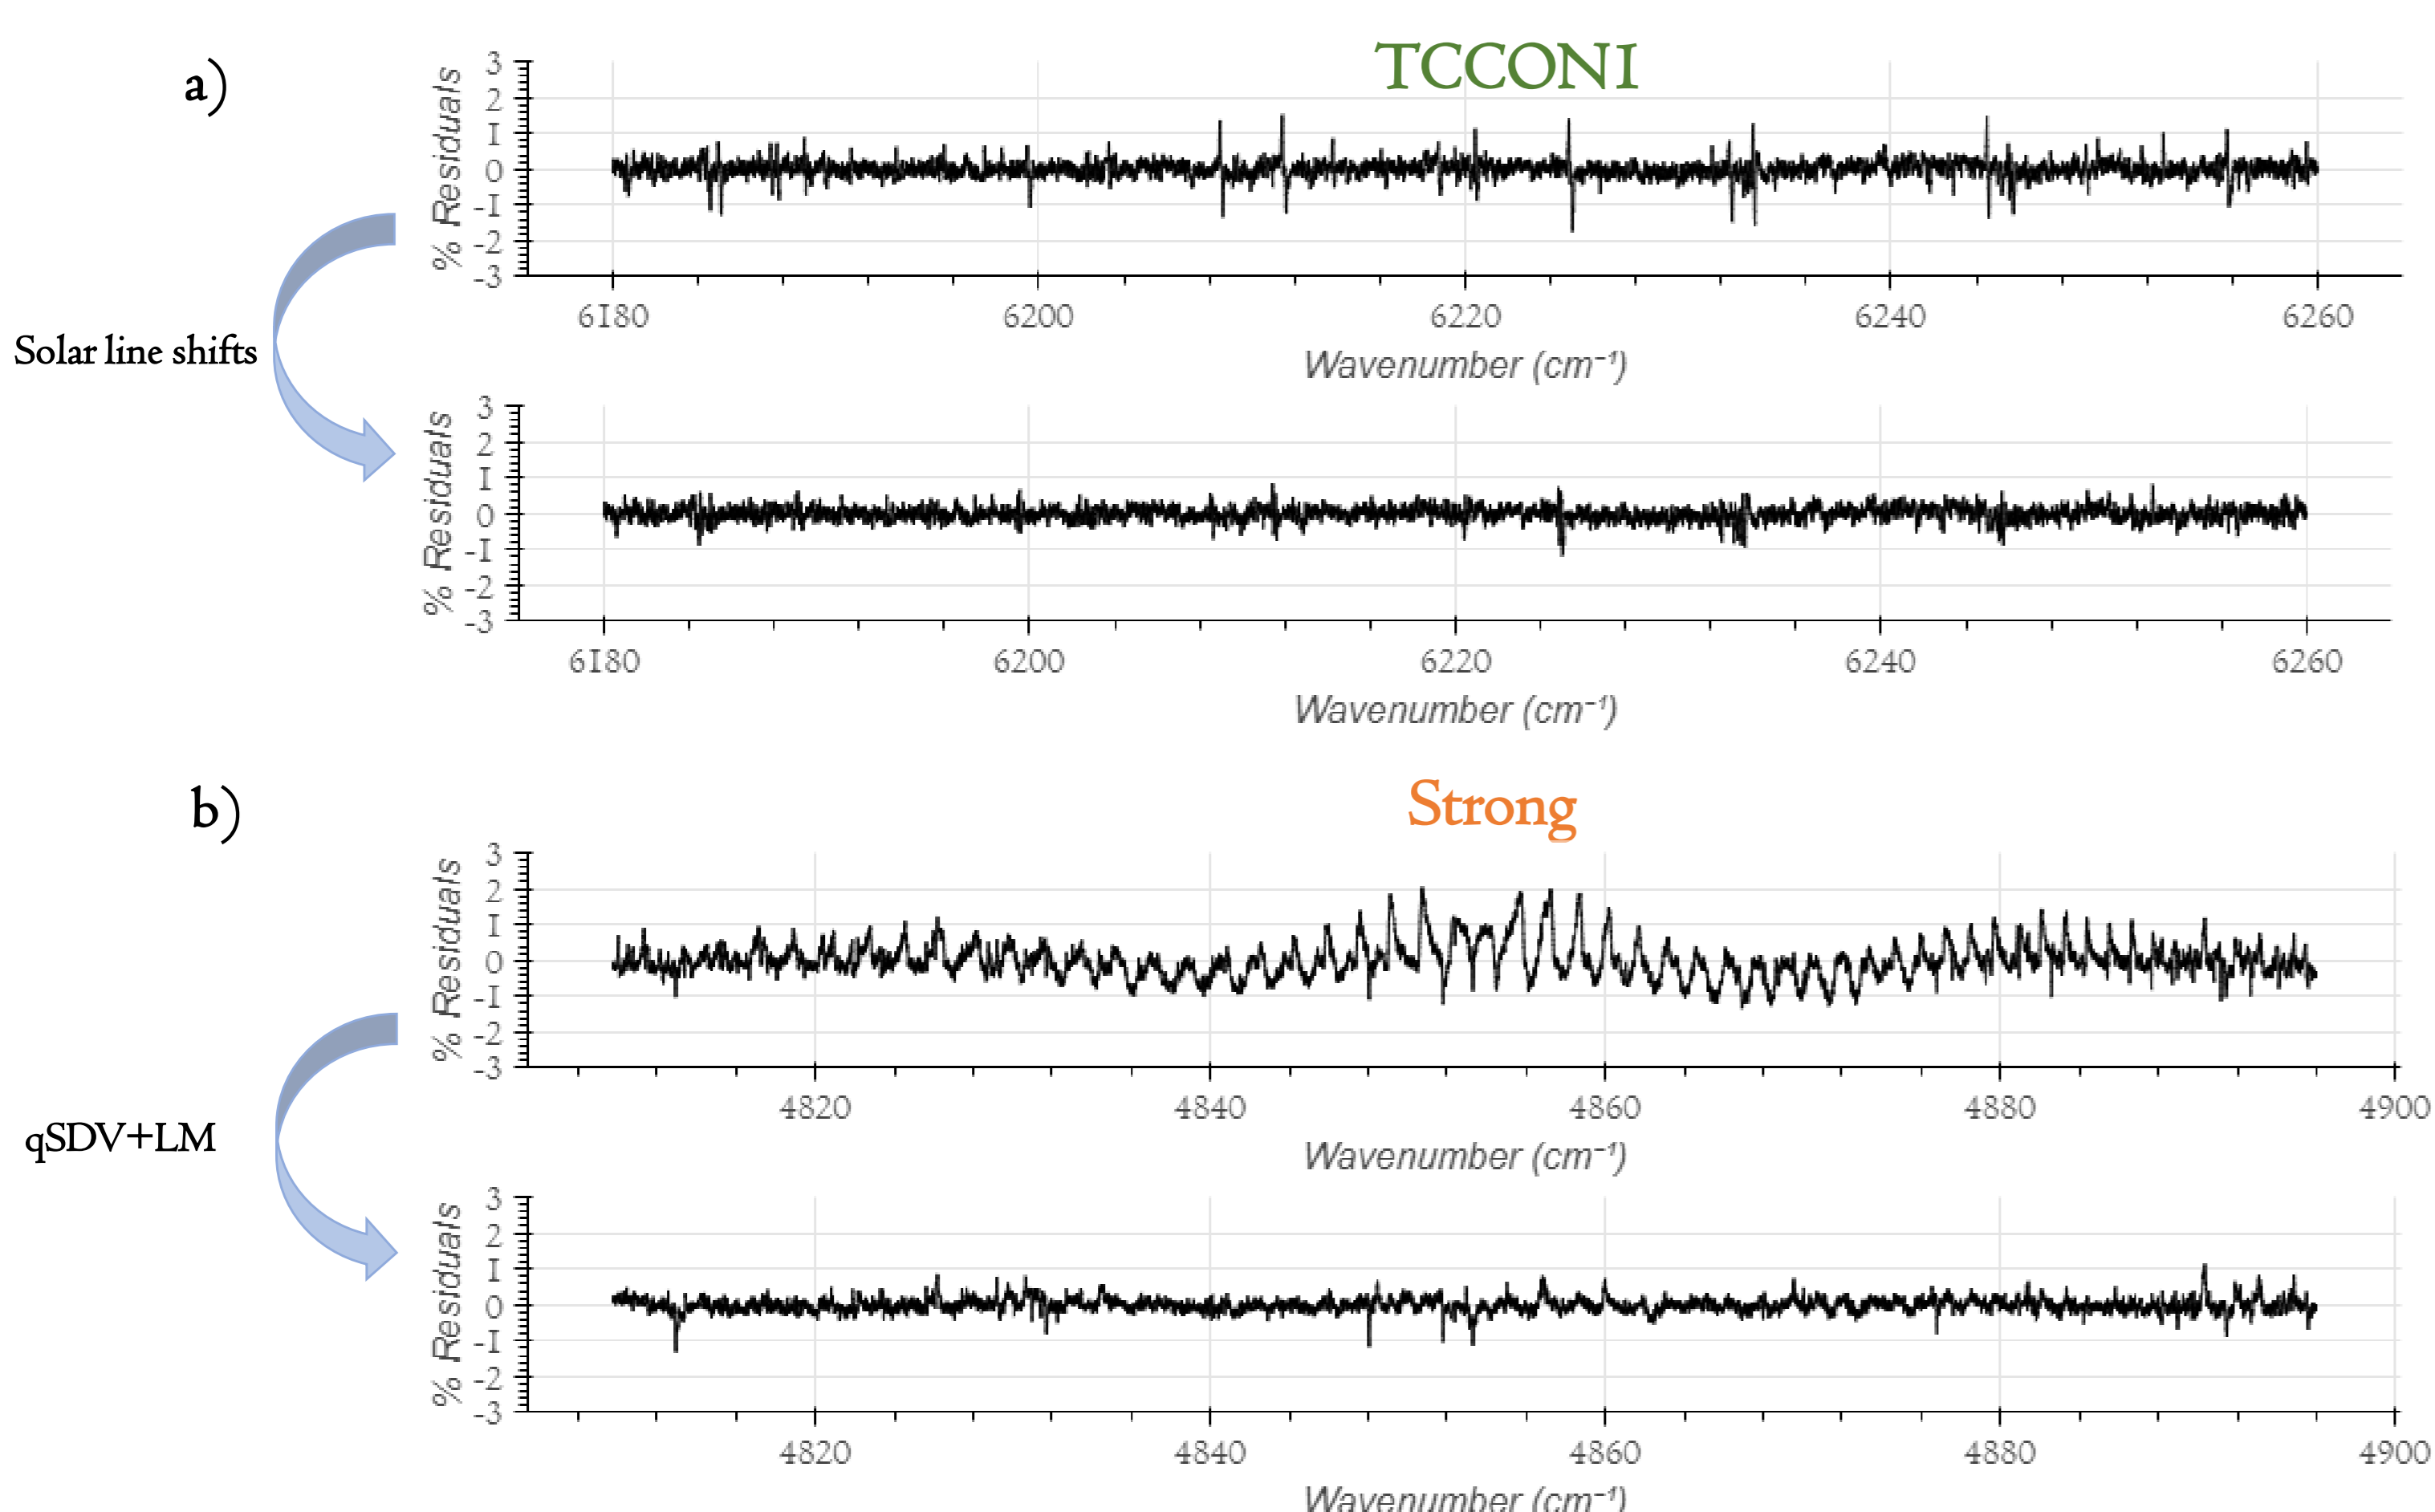 a)
TCCON1
3
2
1
0
-1
-2
-3
% Residuals
6180 6200 6220 6240 6260
Wavenumber (cm⁻¹)
Solar line shifts
3
2
1
0
-1
-2
-3
% Residuals
6180 6200 6220 6240 6260
Wavenumber (cm⁻¹)
b)
Strong
3
2
1
0
-1
-2
-3
% Residuals
4820 4840 4860 4880 4900
Wavenumber (cm⁻¹)
qSDV+LM
3
2
1
0
-1
-2
-3
% Residuals
4820 4840 4860 4880 4900
Wavenumber (cm⁻¹)